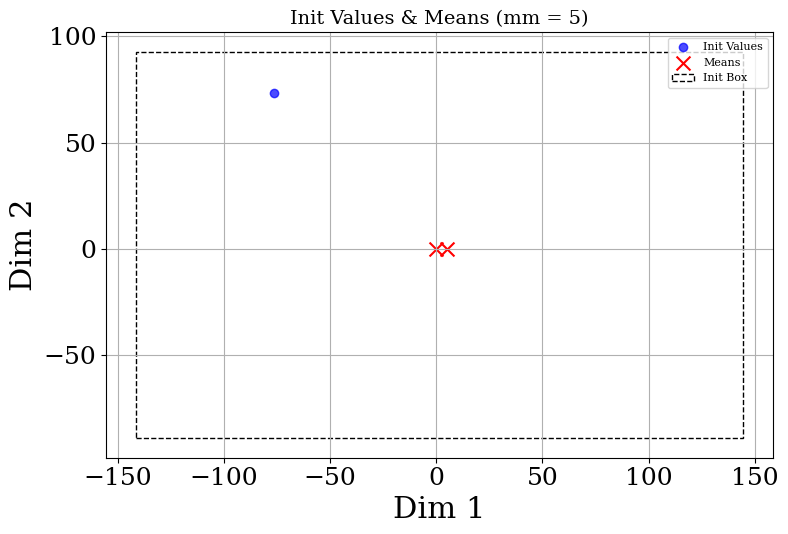 Init Values & Means (mm = 5)
Init Values
Means
Init Box
100
50
0
−50
Dim 2
−150 −100 −50 0 50 100 150
Dim 1